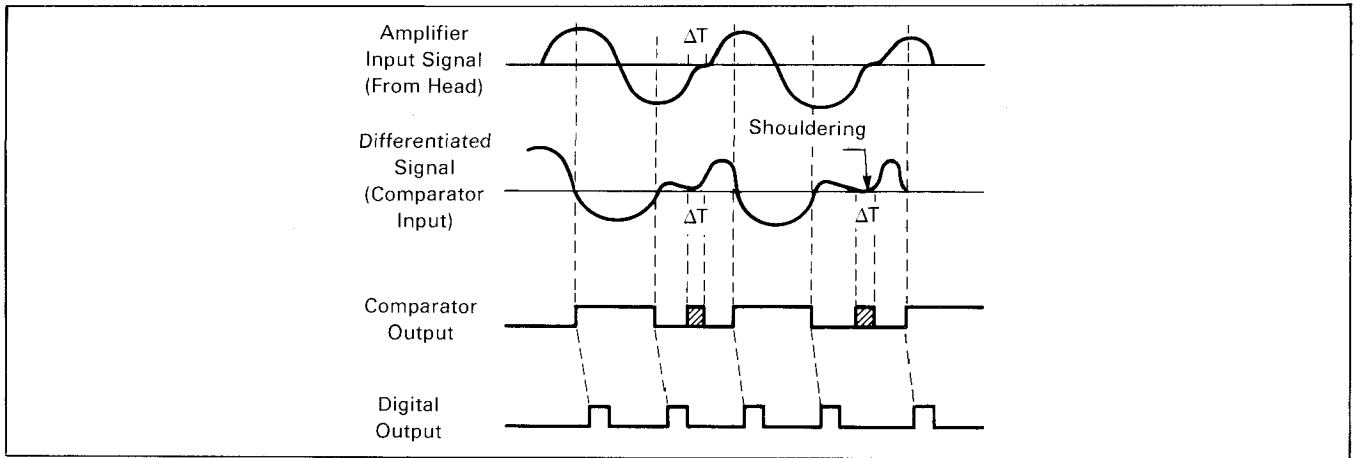 Amplifier
Input Signal
(From Head)
ΔT
Differentiated
Signal
(Comparator
Input)
Shouldering
ΔT
ΔT
Comparator
Output
Digital
Output